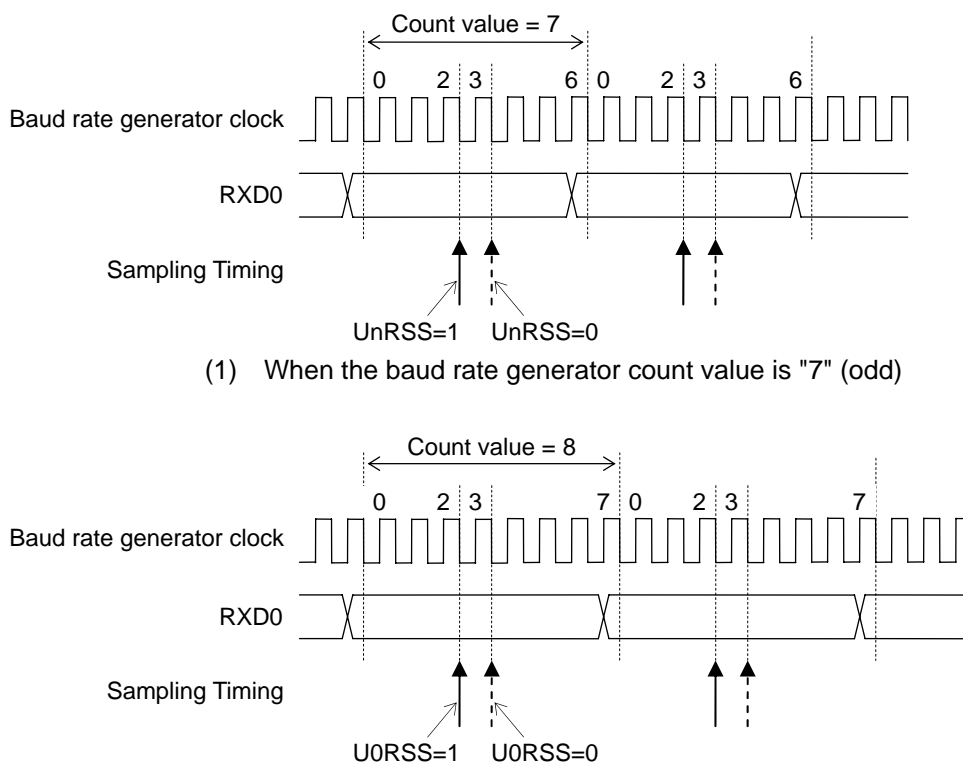 Count value = 7
0 2 3 6 0 2 3 6
Baud rate generator clock
RXD0
Sampling Timing
UnRSS=1 UnRSS=0
(1) When the baud rate generator count value is "7" (odd)
Count value = 8
0 2 3 7 0 2 3 7
Baud rate generator clock
RXD0
Sampling Timing
U0RSS=1 U0RSS=0